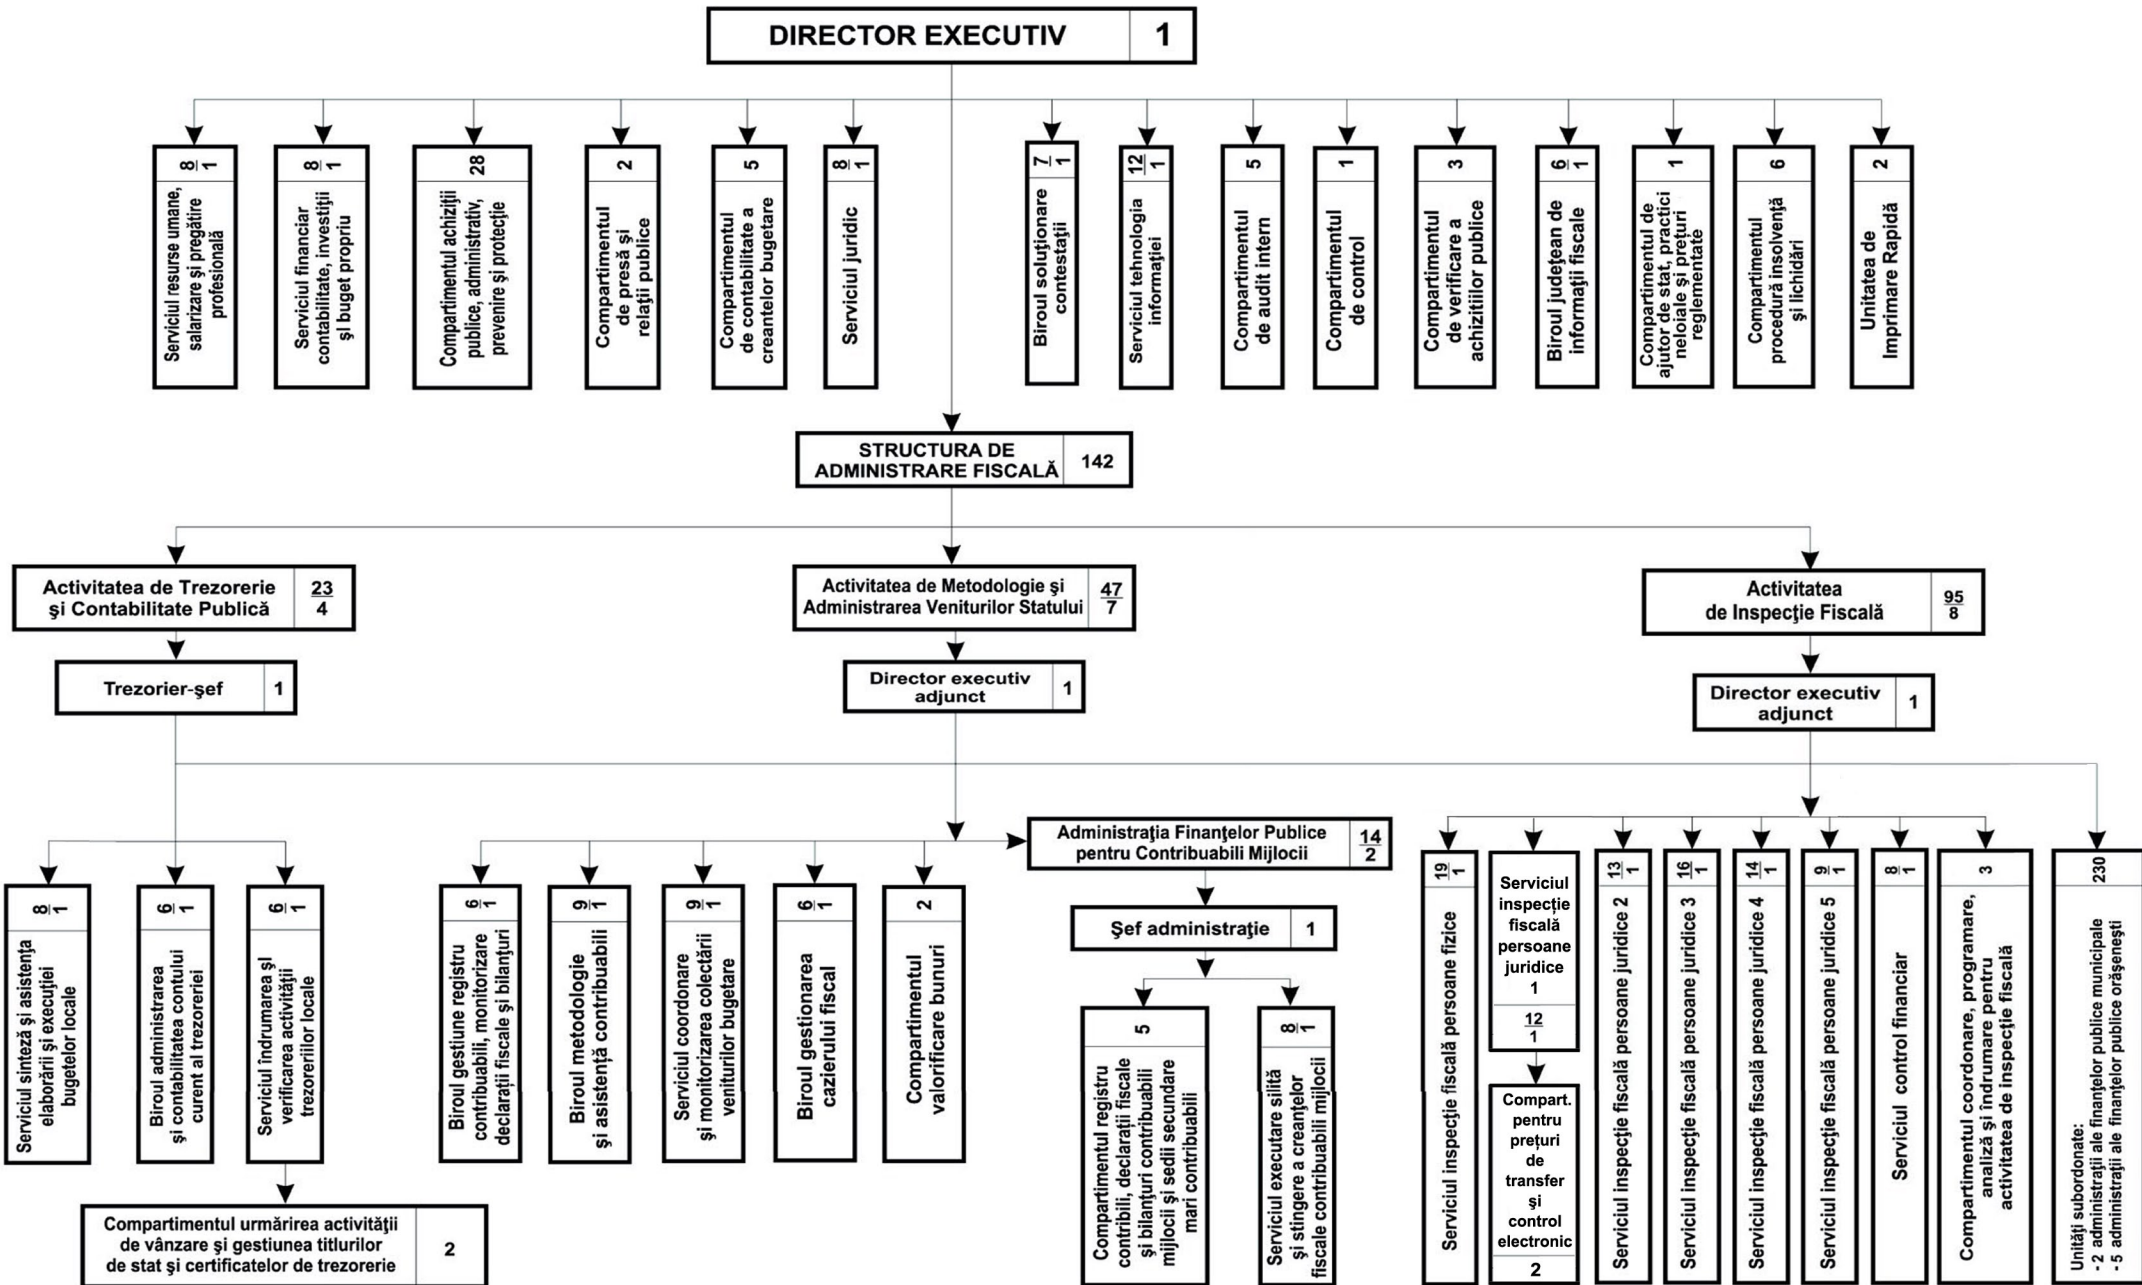 DIRECTOR EXECUTIV
1
8
1
Serviciul resurse umane,
salarizare şi pregătire
profesională
8
1
Serviciul financiar
contabilitate, investiţii
şI buget propriu
28
Compartimentul achiziţii
publice, administrativ,
prevenire şi protecţie
2
Compartimentul
de presă şi
relaţii publice
5
Compartimentul
de contabilitate a
creantelor bugetare
8
1
Serviciul juridic
7
1
Biroul soluţionare
contestaţii
12
1
Serviciul tehnologia
informaţiei
5
Compartimentul
de audit intern
1
Compartimentul
de control
3
Compartimentul
de verificare a
achizitiilor publice
6
1
Biroul judeţean de
informaţii fiscale
1
Compartimentul de
ajutor de stat, practici
neloiale şi preţuri
reglementate
6
Compartimentul
procedură insolvenţă
şi lichidări
2
Unitatea de
Imprimare Rapidă
STRUCTURA DE
ADMINISTRARE FISCALĂ
142
Activitatea de Trezorerie
şi Contabilitate Publică
23
4
Activitatea de Metodologie şi
Administrarea Veniturilor Statului
47
7
Activitatea
de Inspecţie Fiscală
95
8
Trezorier-şef
1
Director executiv
adjunct
1
Director executiv
adjunct
1
8
1
Serviciul sinteză şi asistenţa
elaborării şi execuţiei
bugetelor locale
6
1
Biroul administrarea
şi contabilitatea contului
curent al trezoreriei
6
1
Serviciul îndrumarea şI
verificarea activităţii
trezoreriilor locale
Compartimentul urmărirea activităţii
de vânzare şi gestiunea titlurilor
de stat şi certificatelor de trezorerie
2
6
1
Biroul gestiune registru
contribuabili, monitorizare
declaraţii fiscale şi bilanţuri
9
1
Biroul metodologie
şi asistenţă contribuabili
9
1
Serviciul coordonare
şi monitorizarea colectării
veniturilor bugetare
6
1
Biroul gestionarea
cazierului fiscal
2
Compartimentul
valorificare bunuri
Administraţia Finanţelor Publice
pentru Contribuabili Mijlocii
14
2
Şef administraţie
1
5
Compartimentul registru
contribili, declaraţii fiscale
şi bilanţuri contribuabili
mijlocii şi sedii secundare
mari contribuabili
8
1
Serviciul executare silită
şi stingere a creanţelor
fiscale contribuabili mijlocii
19
1
Serviciul inspecţie fiscală persoane fizice
Serviciul
inspecție
fiscală
persoane
juridice
1
12
1
Compart.
pentru
prețuri
de
transfer
și
control
electronic
2
13
1
Serviciul inspecţie fiscală persoane juridice 2
16
1
Serviciul inspecţie fiscală persoane juridice 3
14
1
Serviciul inspecţie fiscală persoane juridice 4
9
1
Serviciul inspecţie fiscală persoane juridice 5
8
1
Serviciul control financiar
3
Compartimentul coordonare, programare,
analiză şi îndrumare pentru
activitatea de inspecţie fiscală
230
Unităţi subordonate:
- 2 administraţii ale finanţelor publice municipale
- 5 administraţii ale finanţelor publice orăşeneşti